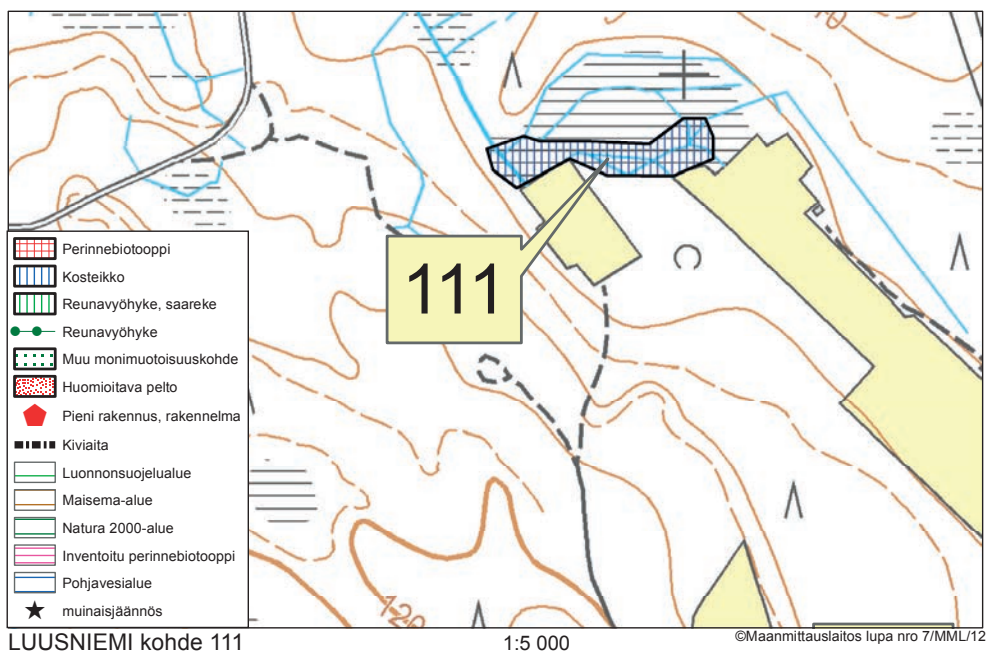 111
Perinnebiotooppi
Kosteikko
Reunavyöhyke, saareke
Reunavyöhyke
Muu monimuotoisuuskohde
Huomioitava pelto
Pieni rakennus, rakennelma
Kiviaita
Luonnonsuojelualue
Maisema-alue
Natura 2000-alue
Inventoitu perinnebiotooppi
Pohjavesialue
muinaisjäännös
120
LUUSNIEMI kohde 111
1:5 000
©Maanmittauslaitos lupa nro 7/MML/12